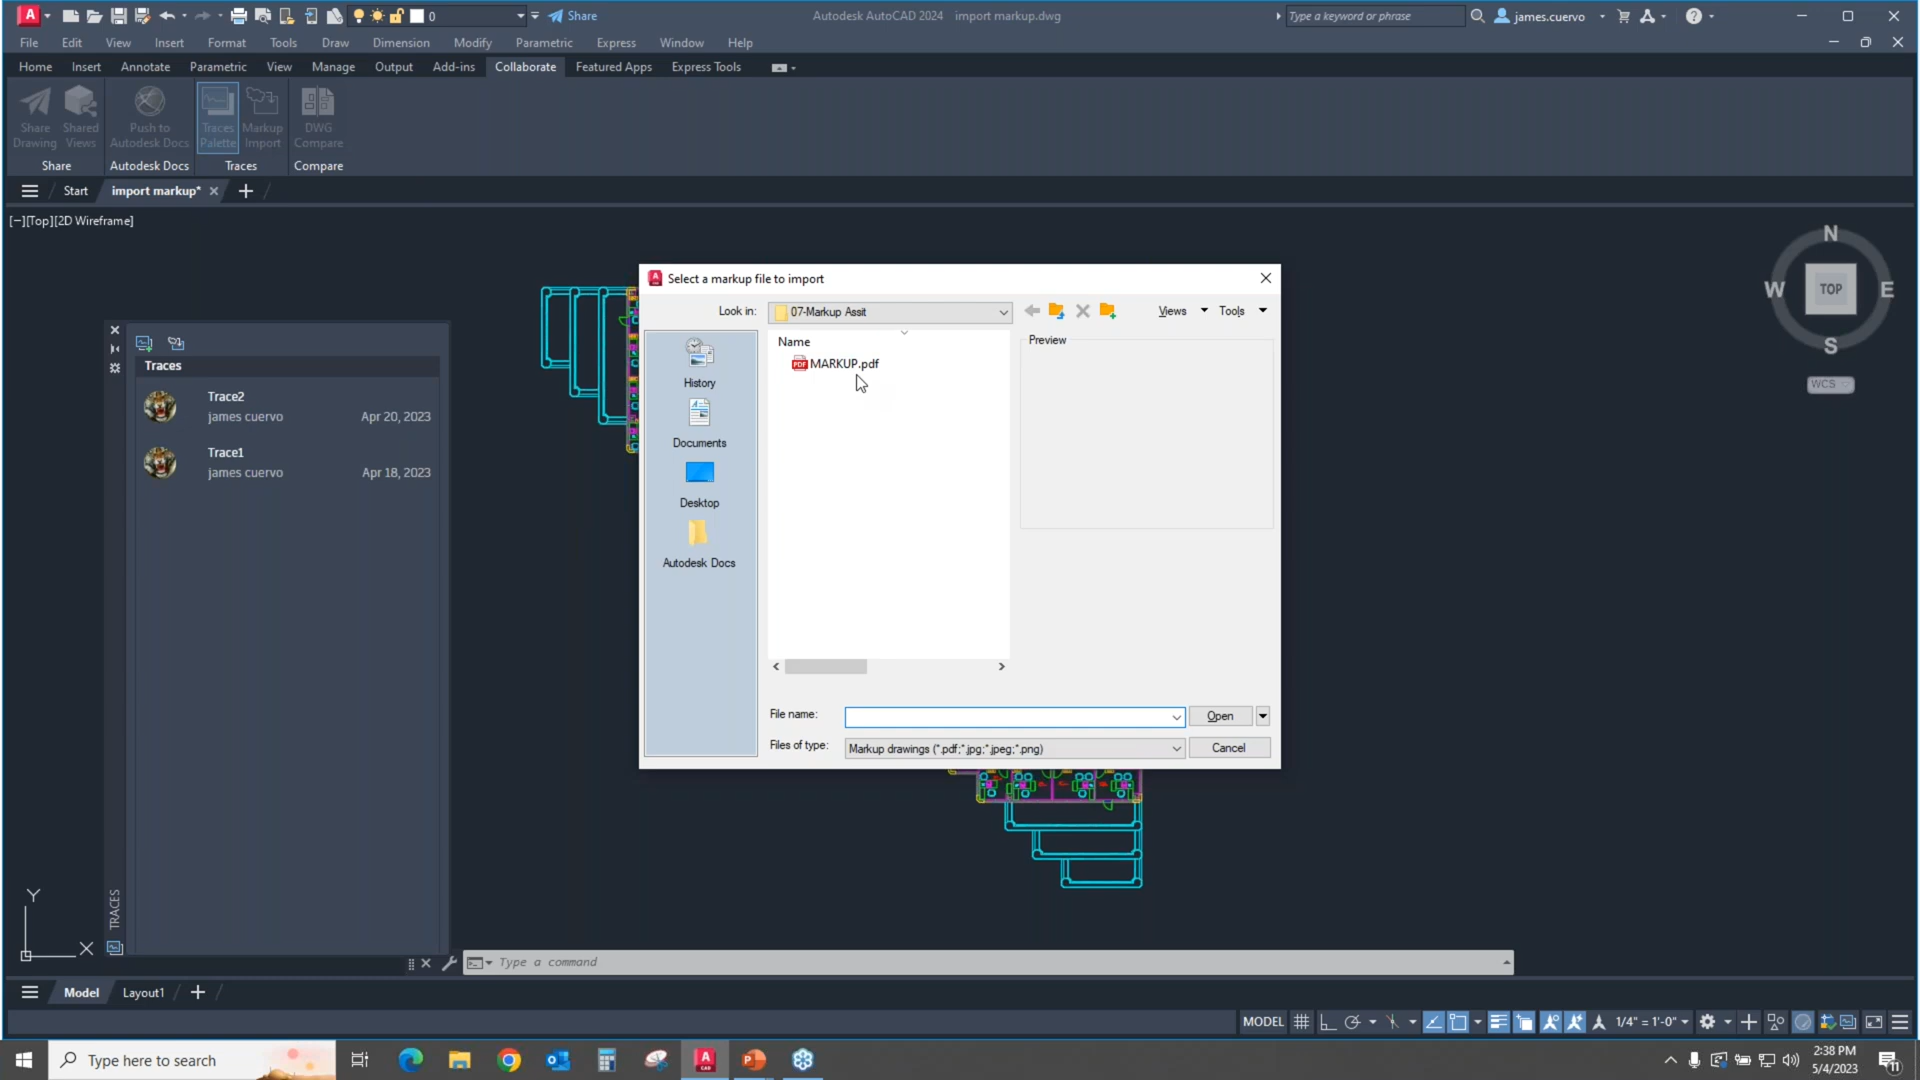 0
Share
Autodesk AutoCAD 2024 import markup.dwg
Type a keyword or phrase
james.cuervo
File Edit View Insert Format Tools Draw Dimension Modify Parametric Express Window Help
Home Insert Annotate Parametric View Manage Output Add-ins Collaborate Featured Apps Express Tools
Share Drawing
Shared Views
Push to Autodesk Docs
Traces Palette
Markup Import
DWG Compare
Share Autodesk Docs Traces Compare
Start import markup*
[−][Top][2D Wireframe]
N
W TOP E
S
WCS
Traces
Trace2
james cuervo Apr 20, 2023
Trace1
james cuervo Apr 18, 2023
TRACES
Select a markup file to import
Look in: 07-Markup Assit Views Tools
History
Documents
Desktop
Autodesk Docs
Name
PDF MARKUP.pdf
Preview
File name: Open
Files of type: Markup drawings (*.pdf;*.jpg;*.jpeg;*.png) Cancel
Y
X
Type a command
Model Layout1
MODEL 1/4" = 1'-0"
Type here to search
2:38 PM
5/4/2023
11